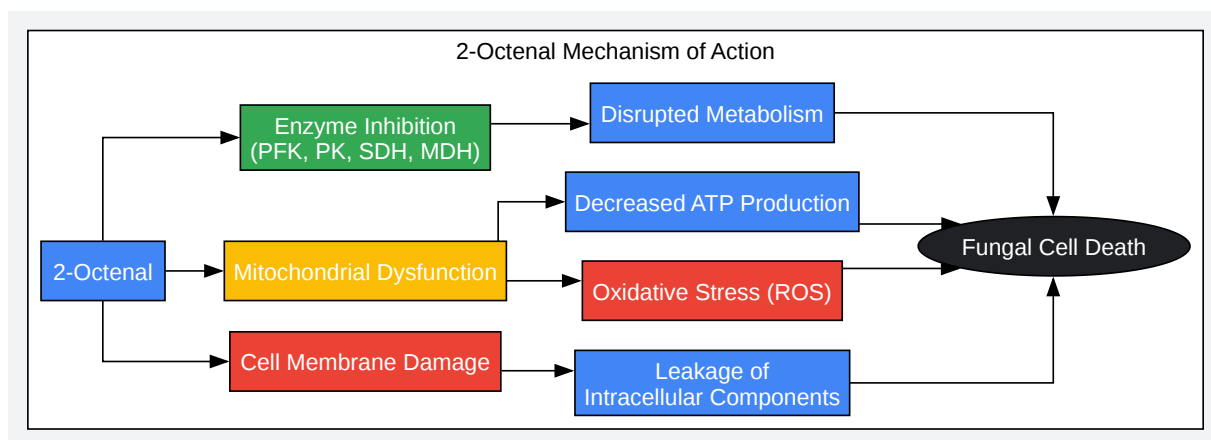 2-Octenal Mechanism of Action
Enzyme Inhibition
(PFK, PK, SDH, MDH)
Disrupted Metabolism
Decreased ATP Production
2-Octenal
Mitochondrial Dysfunction
Fungal Cell Death
Oxidative Stress (ROS)
Cell Membrane Damage
Leakage of
Intracellular Components